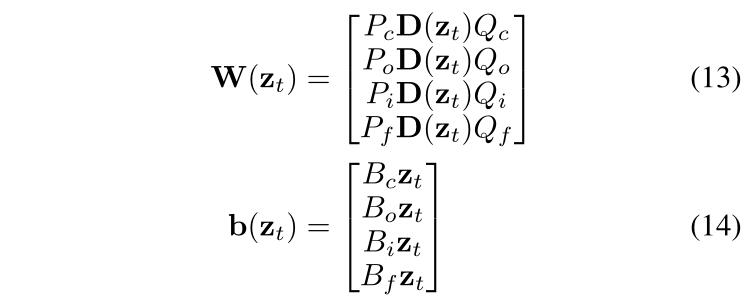 W(z_t) = [P_c D(z_t) Q_c
P_o D(z_t) Q_o
P_i D(z_t) Q_i
P_f D(z_t) Q_f] (13)
b(z_t) = [B_c z_t
B_o z_t
B_i z_t
B_f z_t] (14)